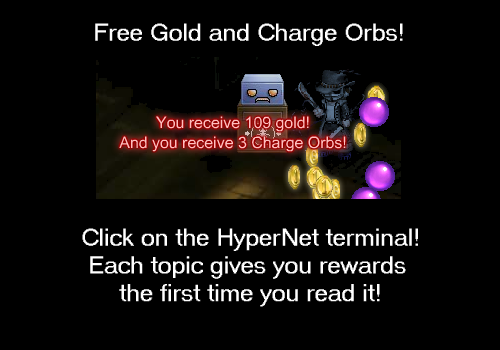 Free Gold and Charge Orbs!
You receive 109 gold!
And you receive 3 Charge Orbs!
Click on the HyperNet terminal!
Each topic gives you rewards
the first time you read it!